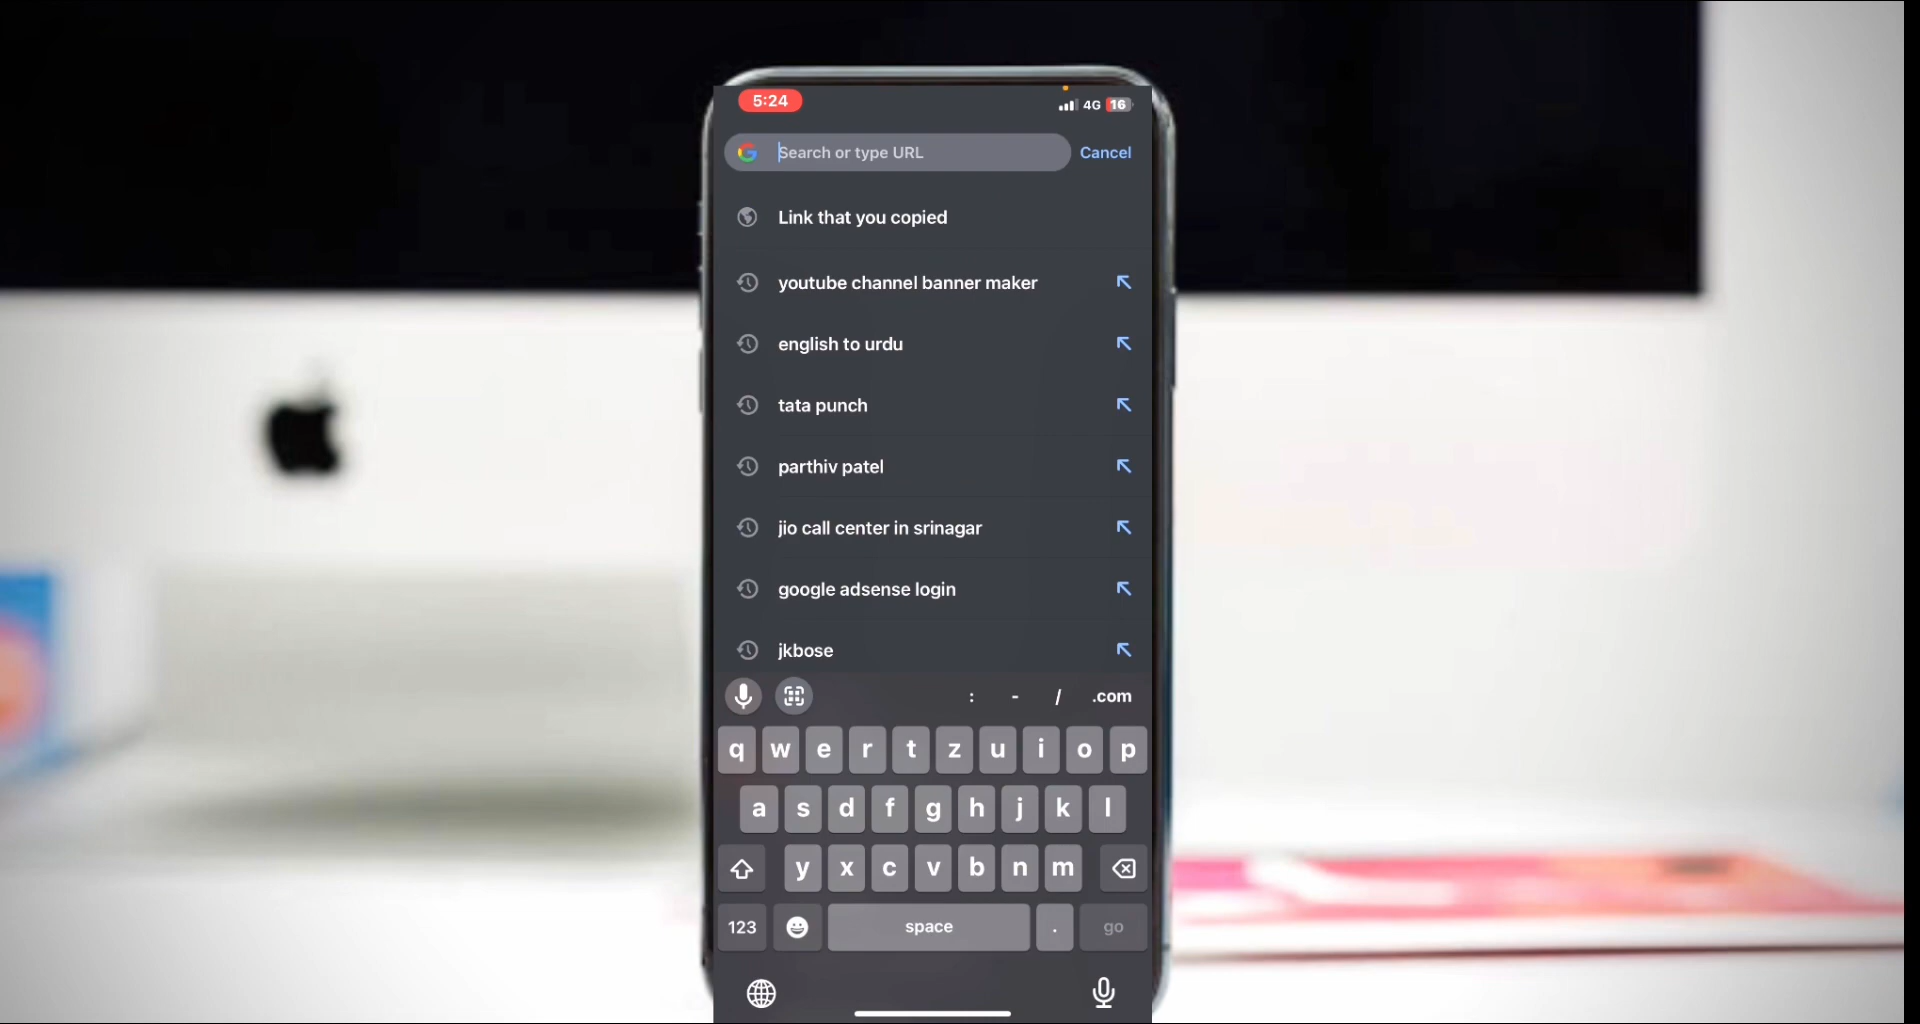 5:24
4G 16
Search or type URL Cancel
Link that you copied
youtube channel banner maker
english to urdu
tata punch
parthiv patel
jio call center in srinagar
google adsense login
jkbose
: - / .com
q w e r t z u i o p
a s d f g h j k l
y x c v b n m
123 space . go